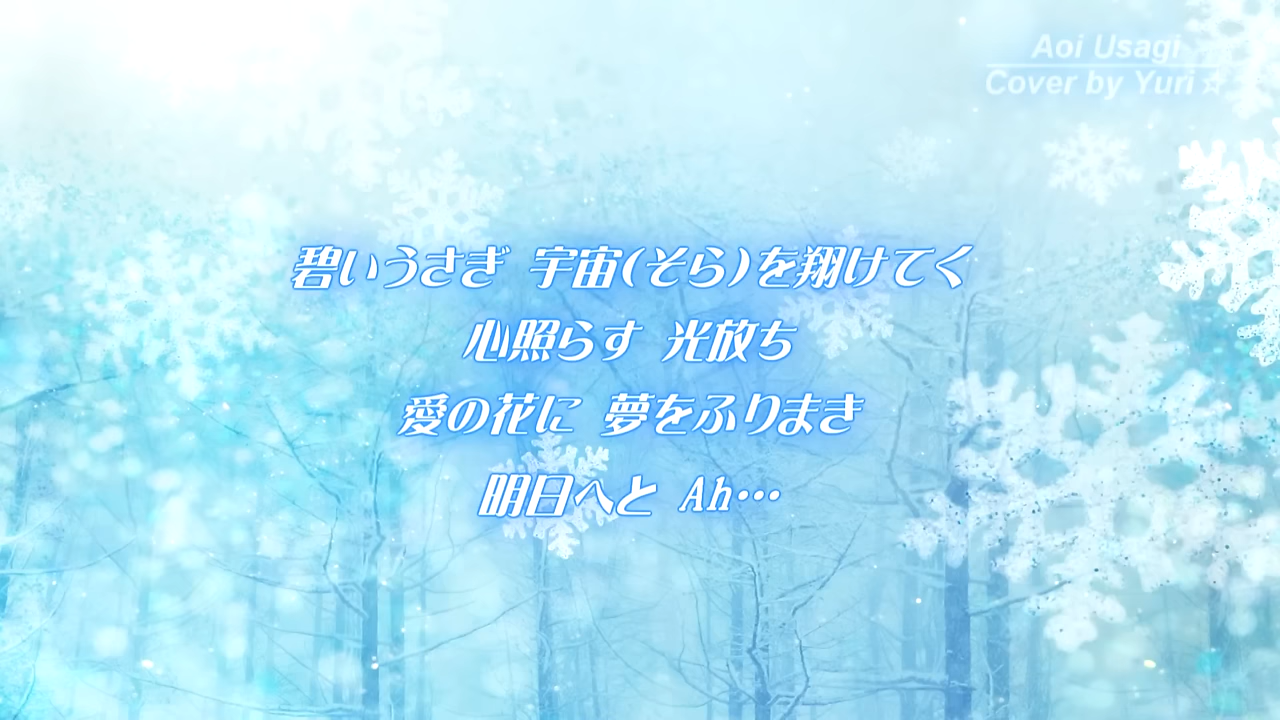 Aoi Usagi
Cover by Yuri☆
碧いうさぎ 宇宙(そら)を翔けてく
心照らす 光放ち
愛の花に 夢をふりまき
明日へと Ah…